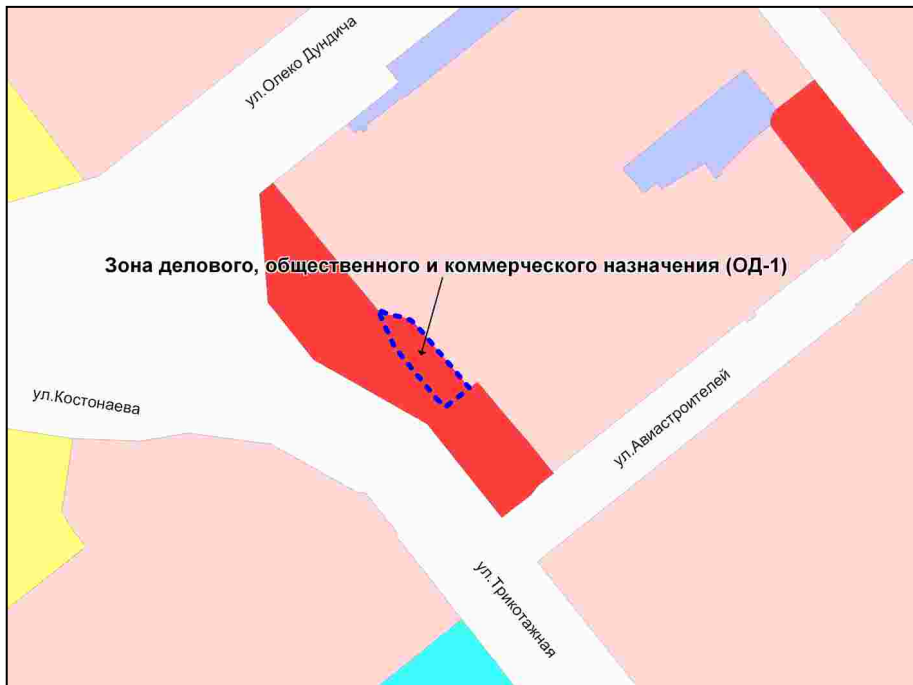 ул.Олеко Дундича
Зона делового, общественного и коммерческого назначения (ОД-1)
ул.Костонаева
ул.Авиастроителей
ул.Трикотажная